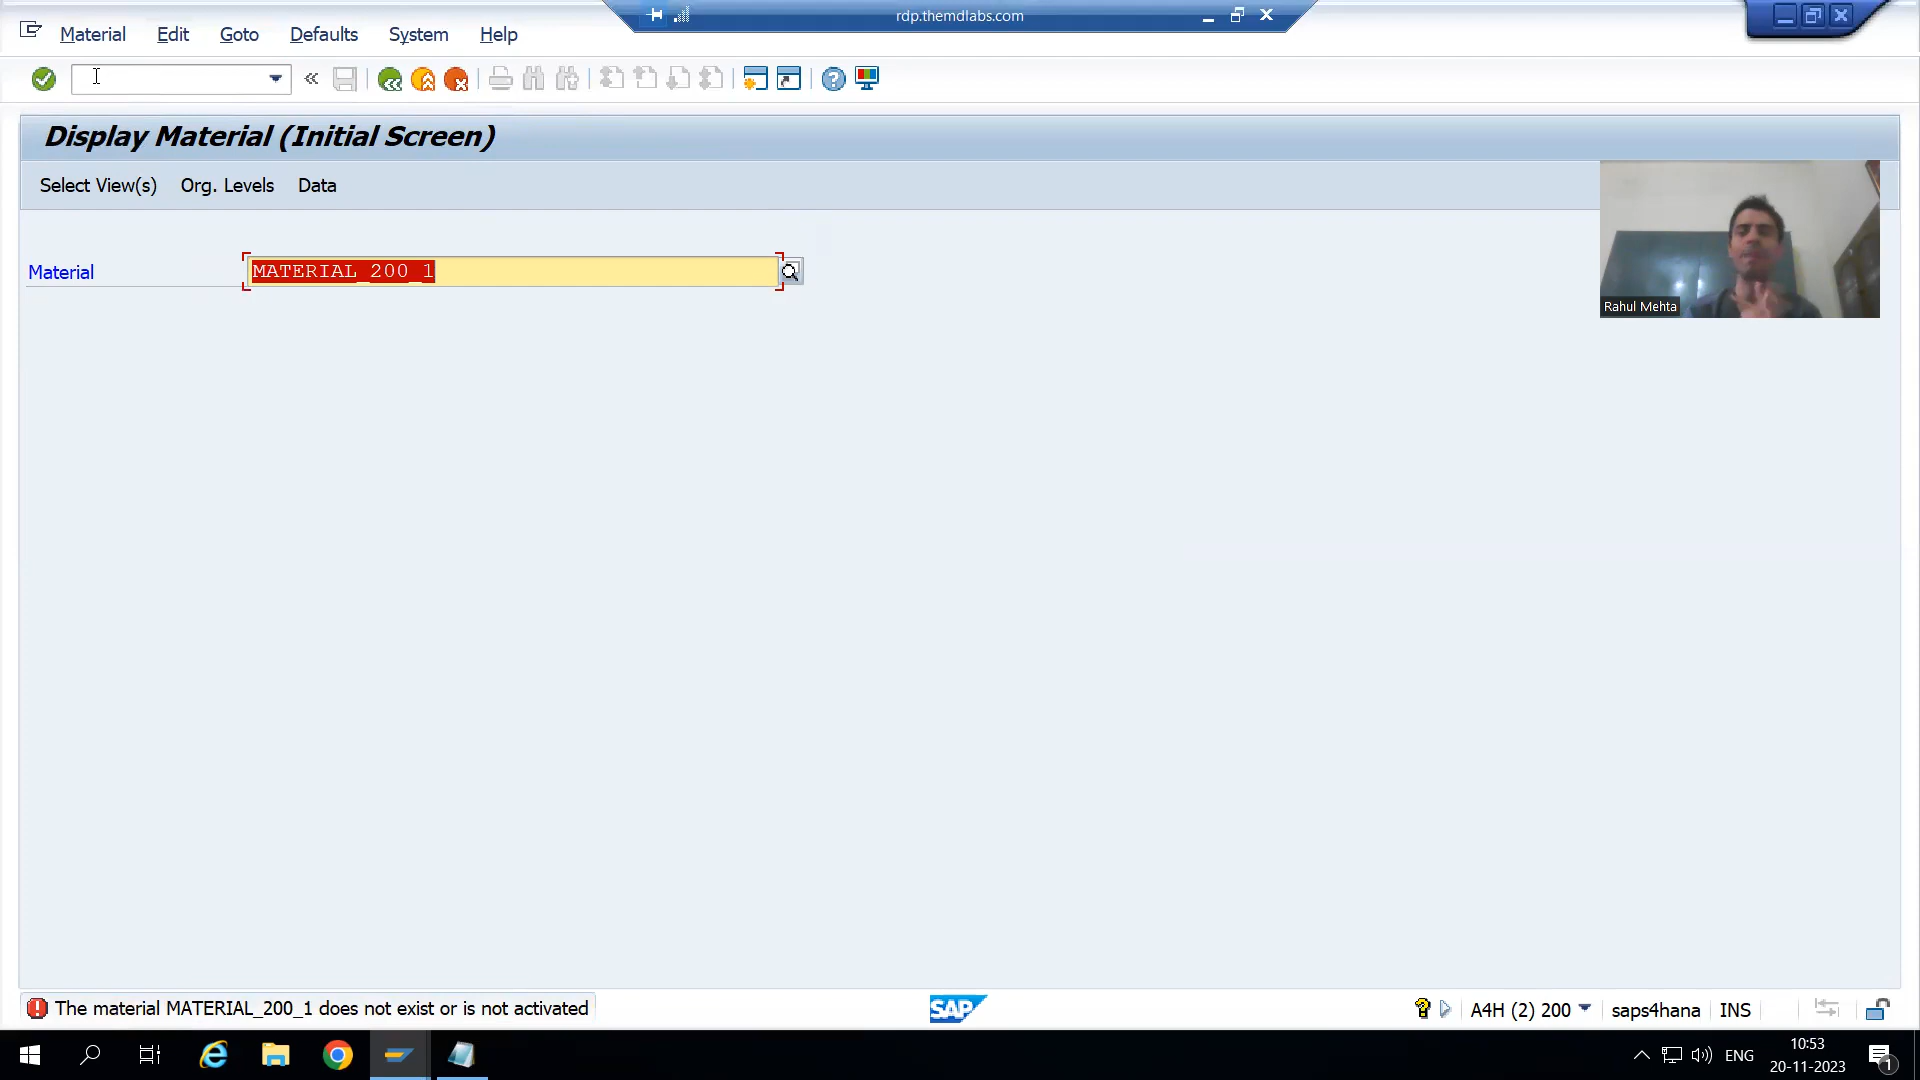 rdp.themdlabs.com
Material Edit Goto Defaults System Help
Display Material (Initial Screen)
Select View(s) Org. Levels Data
Material MATERIAL_200_1
Rahul Mehta
The material MATERIAL_200_1 does not exist or is not activated
SAP
A4H (2) 200 saps4hana INS
ENG
10:53
20-11-2023
1